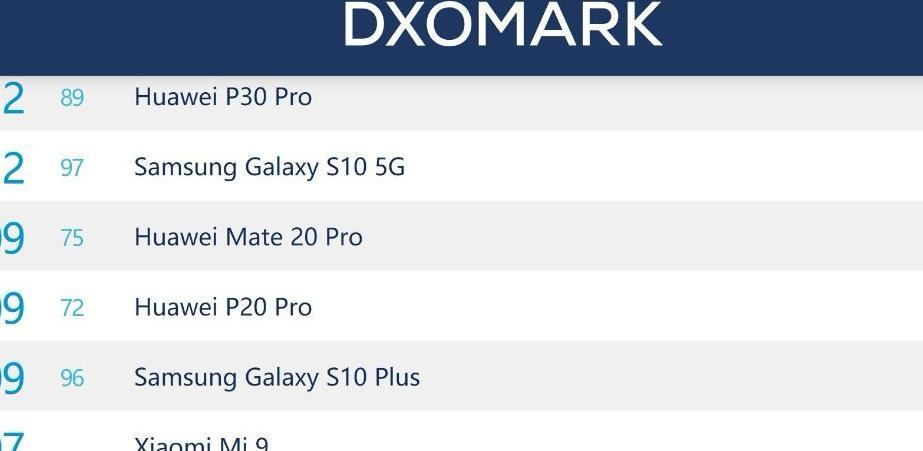 DXOMARK
2 89 Huawei P30 Pro
2 97 Samsung Galaxy S10 5G
9 75 Huawei Mate 20 Pro
9 72 Huawei P20 Pro
9 96 Samsung Galaxy S10 Plus
7 Xiaomi Mi 9